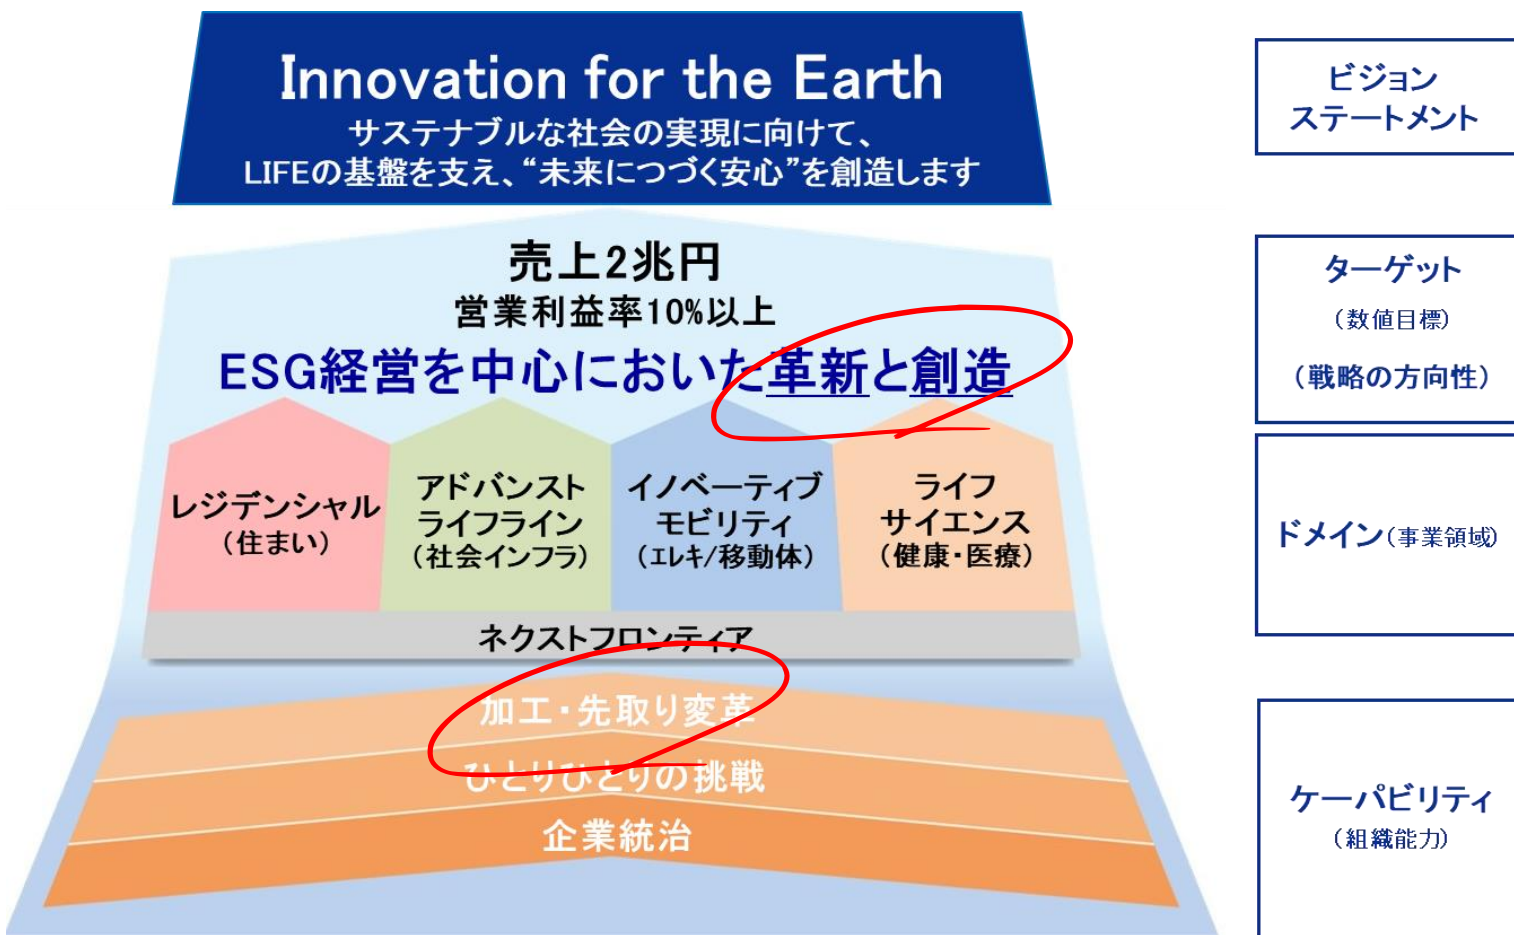 Innovation for the Earth
サステナブルな社会の実現に向けて、
LIFEの基盤を支え、“未来につづく安心”を創造します
ビジョン
ステートメント
売上2兆円
営業利益率10%以上
ESG経営を中心においた革新と創造
ターゲット
（数値目標）
（戦略の方向性）
レジデンシャル
（住まい）
アドバンスト
ライフライン
（社会インフラ）
イノベーティブ
モビリティ
（エレキ/移動体）
ライフ
サイエンス
（健康・医療）
ドメイン（事業領域）
ネクストフロンティア
加工・先取り変革
ひとりひとりの挑戦
企業統治
ケーパビリティ
（組織能力）